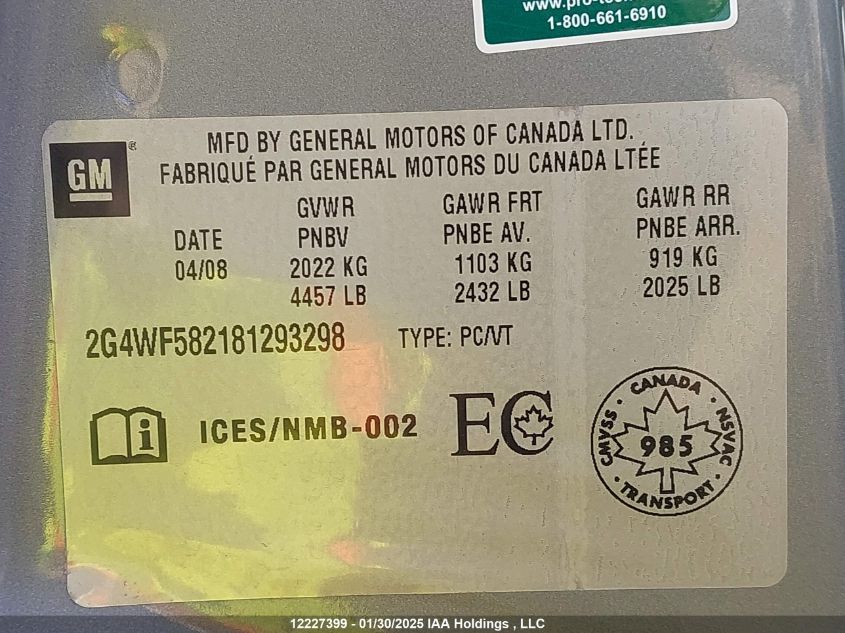 1-800-661-6910
MFD BY GENERAL MOTORS OF CANADA LTD.
FABRIQUÉ PAR GENERAL MOTORS DU CANADA LTÉE
GM ®
GVWR GAWR FRT GAWR RR
DATE PNBV PNBE AV. PNBE ARR.
04/08 2022 KG 1103 KG 919 KG
4457 LB 2432 LB 2025 LB
2G4WF582181293298 TYPE: PC/VT
i ICES/NMB-002 EC
CANADA
CMVSS 985 NSVAC
TRANSPORT
12227399 - 01/30/2025 IAA Holdings , LLC